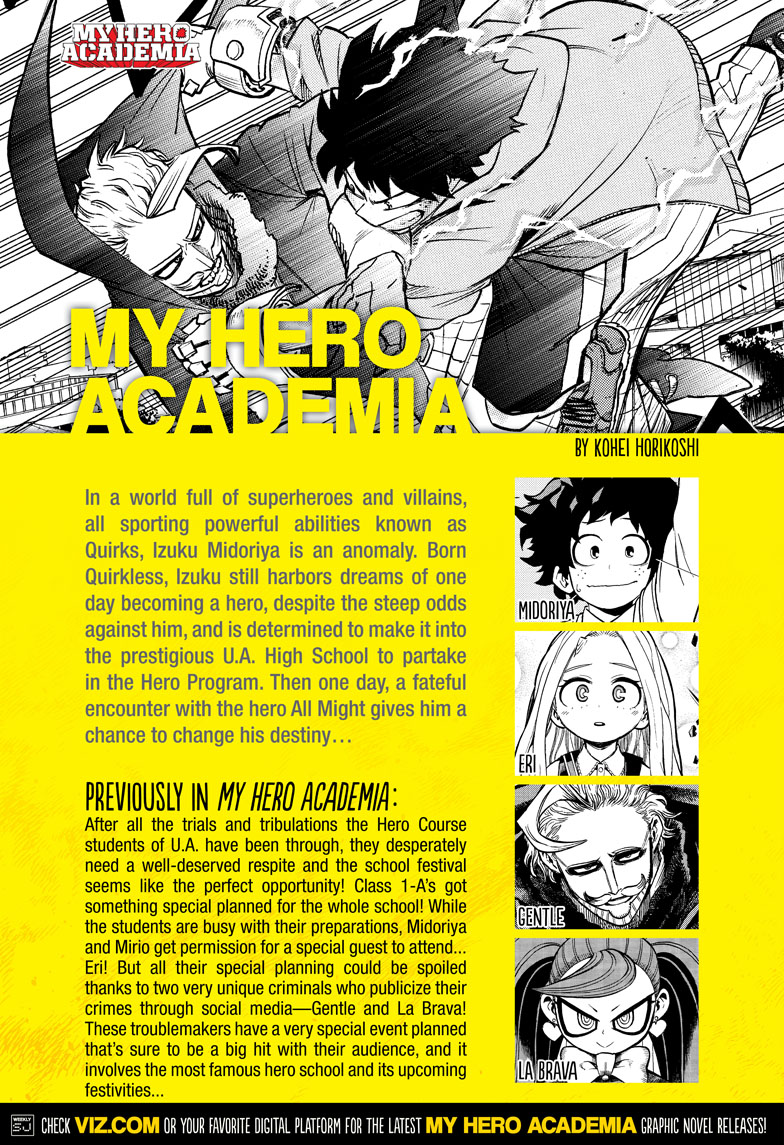 MY HERO
ACADEMIA
MY HERO
ACADEMIA
BY KOHEI HORIKOSHI
In a world full of superheroes and villains,
all sporting powerful abilities known as
Quirks, Izuku Midoriya is an anomaly. Born
Quirkless, Izuku still harbors dreams of one
day becoming a hero, despite the steep odds
against him, and is determined to make it into
the prestigious U.A. High School to partake
in the Hero Program. Then one day, a fateful
encounter with the hero All Might gives him a
chance to change his destiny…
PREVIOUSLY IN MY HERO ACADEMIA:
After all the trials and tribulations the Hero Course
students of U.A. have been through, they desperately
need a well-deserved respite and the school festival
seems like the perfect opportunity! Class 1-A's got
something special planned for the whole school! While
the students are busy with their preparations, Midoriya
and Mirio get permission for a special guest to attend...
Eri! But all their special planning could be spoiled
thanks to two very unique criminals who publicize their
crimes through social media—Gentle and La Brava!
These troublemakers have a very special event planned
that's sure to be a big hit with their audience, and it
involves the most famous hero school and its upcoming
festivities...
MIDORIYA
ERI
GENTLE
LA BRAVA
WEEKLY
SJ
CHECK VIZ.COM OR YOUR FAVORITE DIGITAL PLATFORM FOR THE LATEST MY HERO ACADEMIA GRAPHIC NOVEL RELEASES!